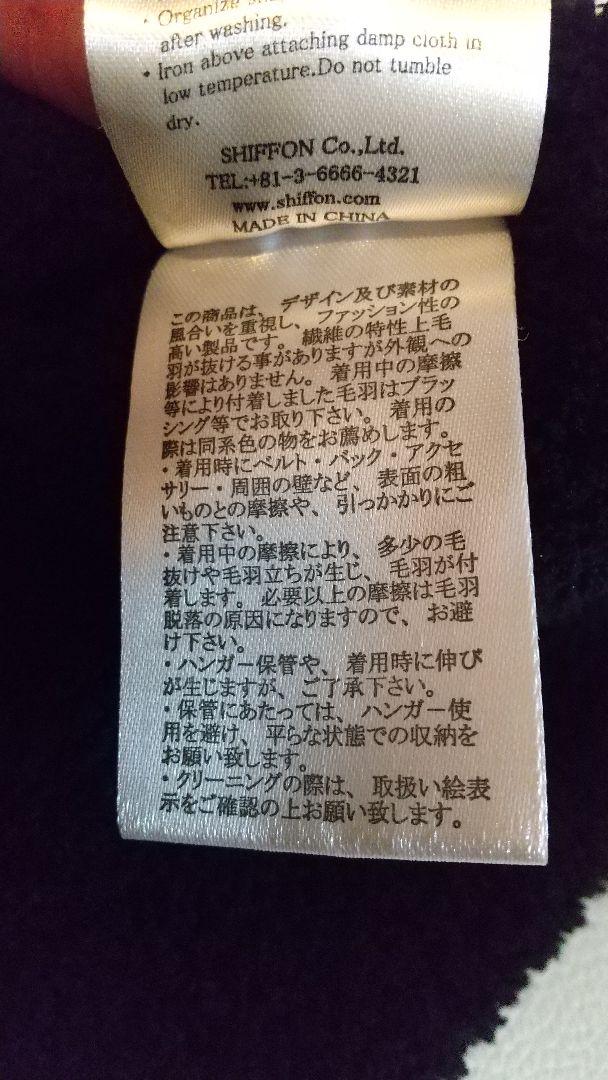 · Organize
after washing.
· Iron above attaching damp cloth in
low temperature.Do not tumble
dry.
SHIFFON Co.,Ltd.
TEL:+81-3-6666-4321
www.shiffon.com
MADE IN CHINA
この商品は、デザイン及び素材の
風合いを重視し、ファッション性の
高い製品です。繊維の特性上毛
羽が抜ける事がありますが外観への
影響はありません。着用中の摩擦
等により付着しました毛羽はブラッ
シング等でお取り下さい。着用の
際は同系色の物をお薦めします。
・着用時にベルト・バック・アクセ
サリー・周囲の壁など、表面の粗
いものとの摩擦や、引っかかりにご
注意下さい。
・着用中の摩擦により、多少の毛
抜けや毛羽立ちが生じ、毛羽が付
着します。必要以上の摩擦は毛羽
脱落の原因になりますので、お避
け下さい。
・ハンガー保管や、着用時に伸び
が生じますが、ご了承下さい。
・保管にあたっては、ハンガー使
用を避け、平らな状態での収納を
お願い致します。
・クリーニングの際は、取扱い絵表
示をご確認の上お願い致します。